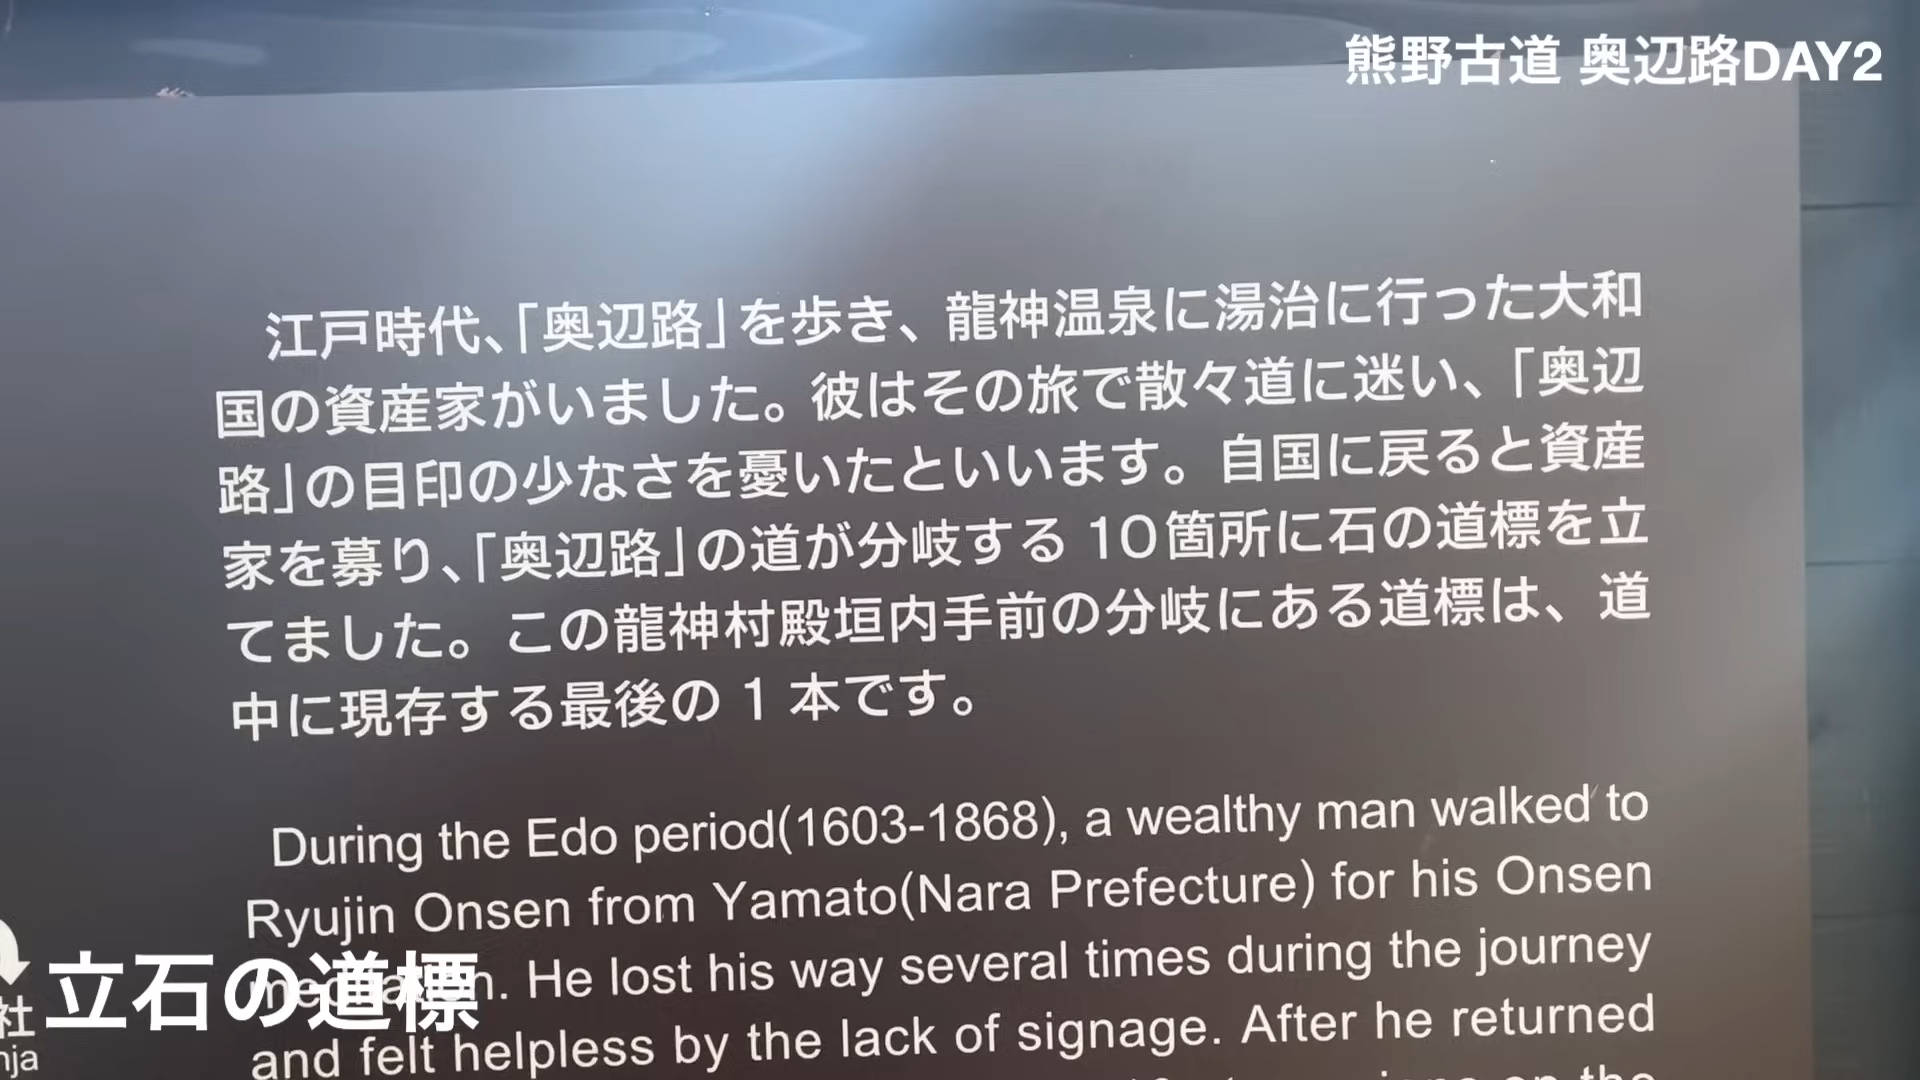 熊野古道 奥辺路DAY2
江戸時代、「奥辺路」を歩き、龍神温泉に湯治に行った大和
国の資産家がいました。彼はその旅で散々道に迷い、「奥辺
路」の目印の少なさを憂いたといいます。自国に戻ると資産
家を募り、「奥辺路」の道が分岐する10箇所に石の道標を立
てました。この龍神村殿垣内手前の分岐にある道標は、道
中に現存する最後の1本です。
During the Edo period(1603-1868), a wealthy man walked to
Ryujin Onsen from Yamato(Nara Prefecture) for his Onsen
He lost his way several times during the journey
立石の道標
社
nja
and felt helpless by the lack of signage. After he returned
on the